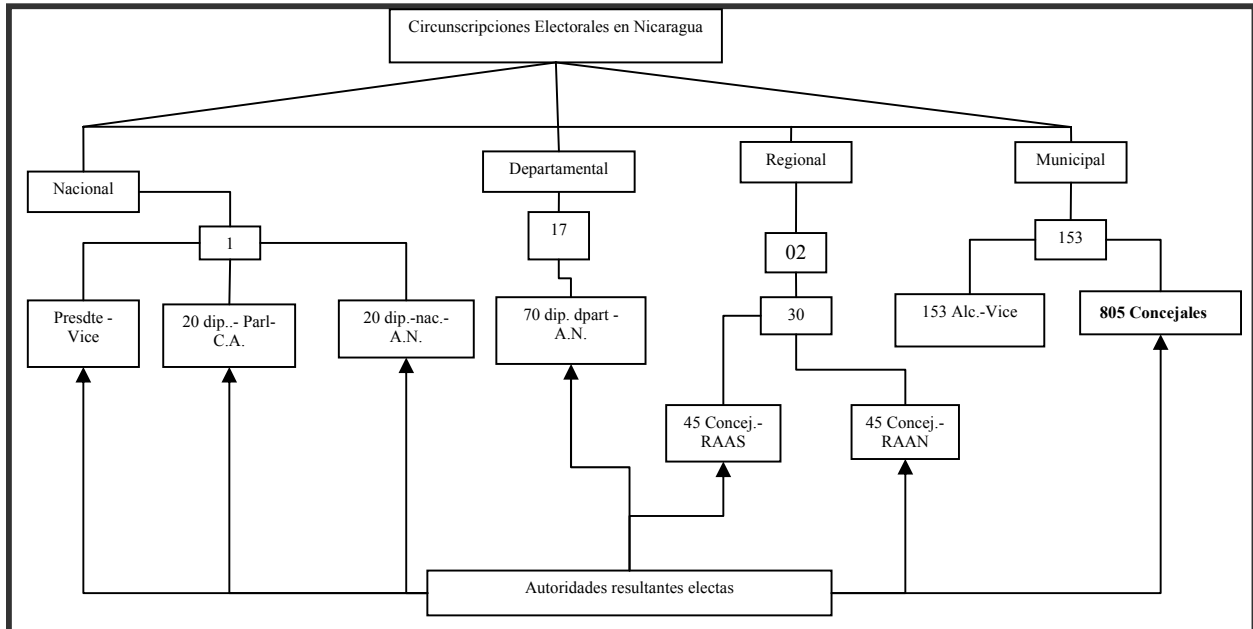 Circunscripciones Electorales en Nicaragua
Nacional
Departamental
Regional
Municipal
1
17
02
153
Presdte -
Vice
20 dip..- Parl-
C.A.
20 dip.-nac.-
A.N.
70 dip. dpart -
A.N.
30
153 Alc.-Vice
805 Concejales
45 Concej.-
RAAS
45 Concej.-
RAAN
Autoridades resultantes electas